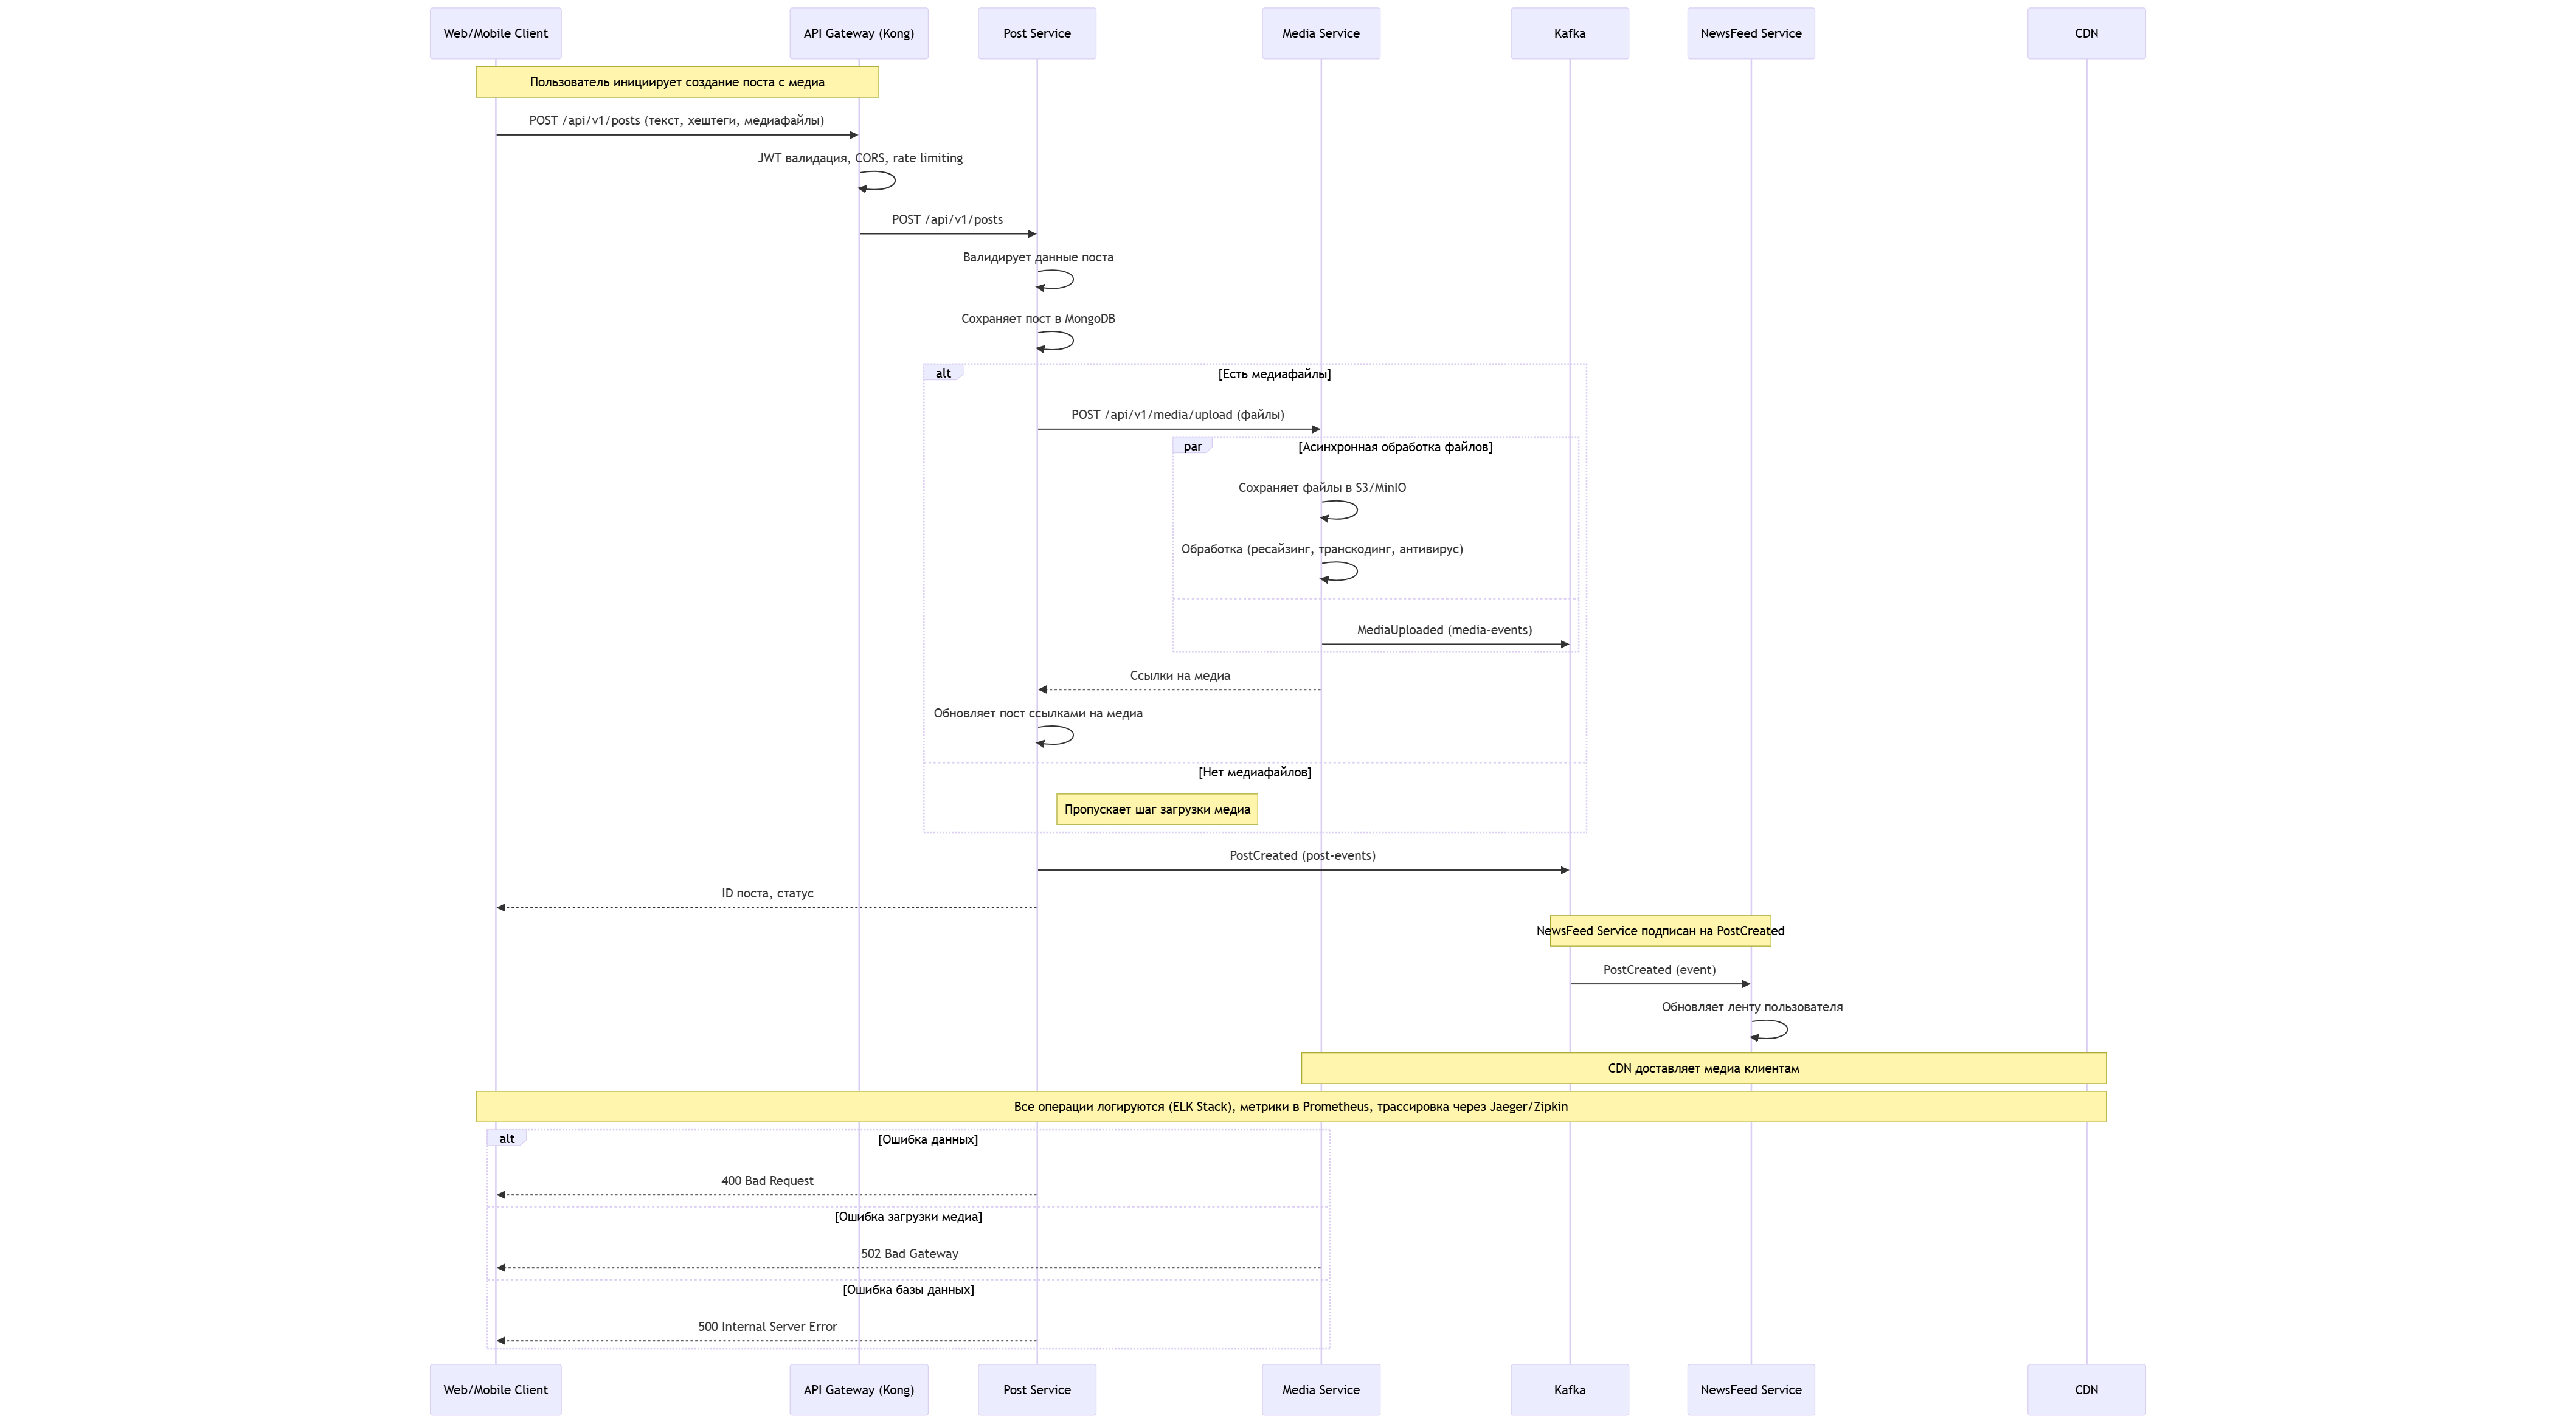 Web/Mobile Client
API Gateway (Kong)
Post Service
Media Service
Kafka
NewsFeed Service
CDN
Пользователь инициирует создание поста с медиа
POST /api/v1/posts (текст, хештеги, медиафайлы)
JWT валидация, CORS, rate limiting
POST /api/v1/posts
Валидирует данные поста
Сохраняет пост в MongoDB
alt
[Есть медиафайлы]
POST /api/v1/media/upload (файлы)
par
[Асинхронная обработка файлов]
Сохраняет файлы в S3/MinIO
Обработка (ресайзинг, транскодинг, антивирус)
MediaUploaded (media-events)
Ссылки на медиа
Обновляет пост ссылками на медиа
[Нет медиафайлов]
Пропускает шаг загрузки медиа
PostCreated (post-events)
ID поста, статус
NewsFeed Service подписан на PostCreated
PostCreated (event)
Обновляет ленту пользователя
CDN доставляет медиа клиентам
Все операции логируются (ELK Stack), метрики в Prometheus, трассировка через Jaeger/Zipkin
alt
[Ошибка данных]
400 Bad Request
[Ошибка загрузки медиа]
502 Bad Gateway
[Ошибка базы данных]
500 Internal Server Error
Web/Mobile Client
API Gateway (Kong)
Post Service
Media Service
Kafka
NewsFeed Service
CDN